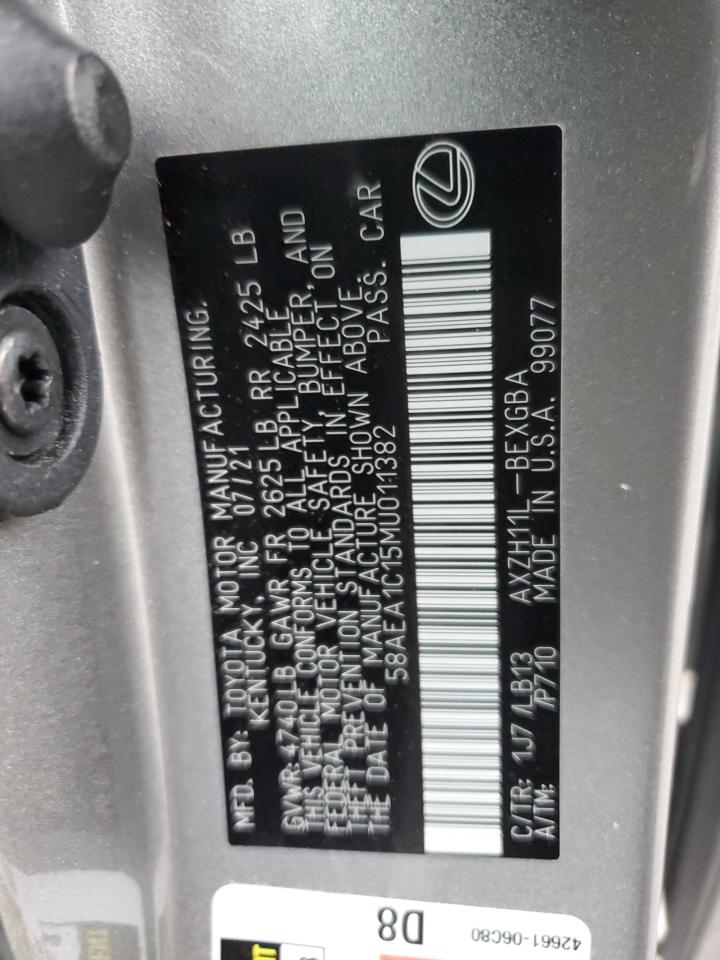 MFD. BY: TOYOTA MOTOR MANUFACTURING.
KENTUCKY, INC 07/21
GVWR 4740LB GAWR FR 2625 LB RR 2425 LB
THIS VEHICLE CONFORMS TO ALL APPLICABLE
FEDERAL MOTOR VEHICLE SAFETY, BUMPER, AND
THEFT PREVENTION STANDARDS IN EFFECT ON
THE DATE OF MANUFACTURE SHOWN ABOVE.
58AEA1C15MU011382 PASS. CAR
C/TR: 1J7/LB13 AXZH11L-BEXGBA
A/TM: /P710 MADE IN U.S.A. 99077
42661-06C80
D8